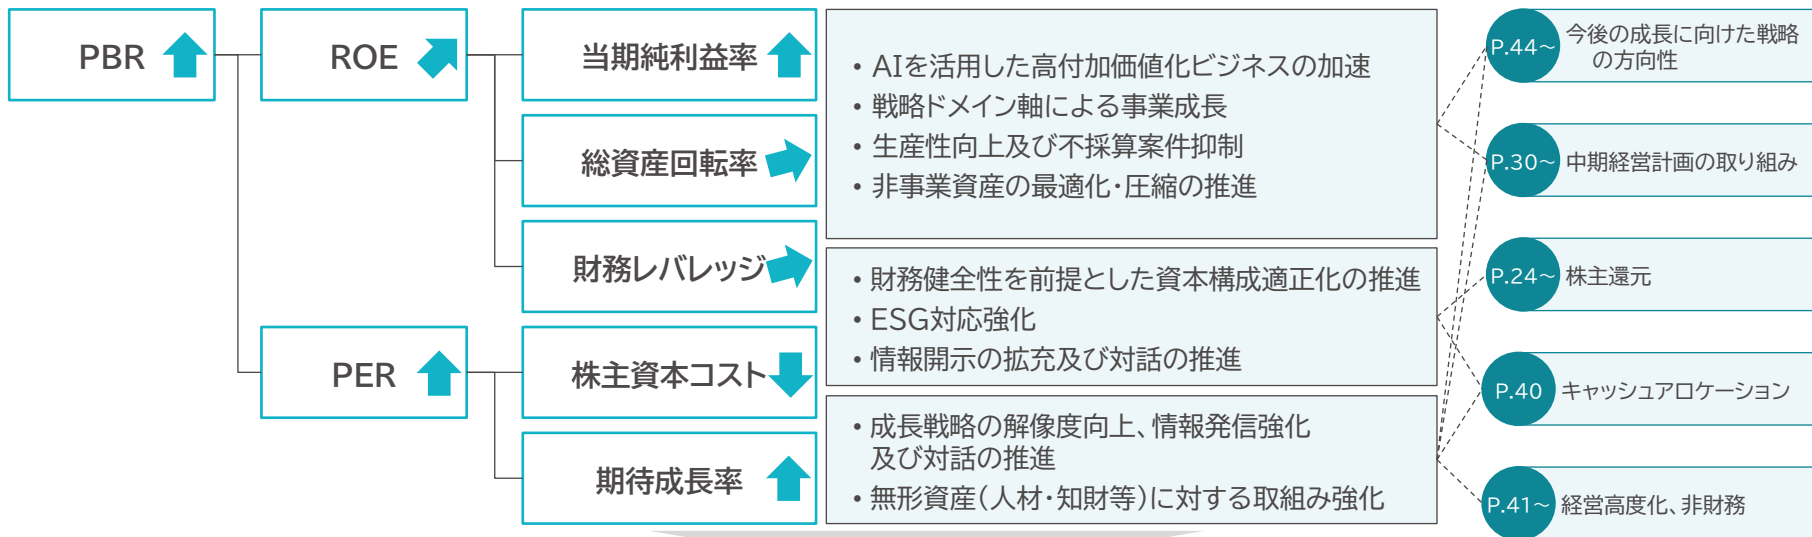 PBR
ROE
当期純利益率
総資産回転率
財務レバレッジ
PER
株主資本コスト
期待成長率
・AIを活用した高付加価値化ビジネスの加速
・戦略ドメイン軸による事業成長
・生産性向上及び不採算案件抑制
・非事業資産の最適化・圧縮の推進
・財務健全性を前提とした資本構成適正化の推進
・ESG対応強化
・情報開示の拡充及び対話の推進
・成長戦略の解像度向上、情報発信強化
及び対話の推進
・無形資産(人材・知財等)に対する取組み強化
P.44~
今後の成長に向けた戦略
の方向性
P.30~
中期経営計画の取り組み
P.24~
株主還元
P.40
キャッシュアロケーション
P.41~
経営高度化、非財務